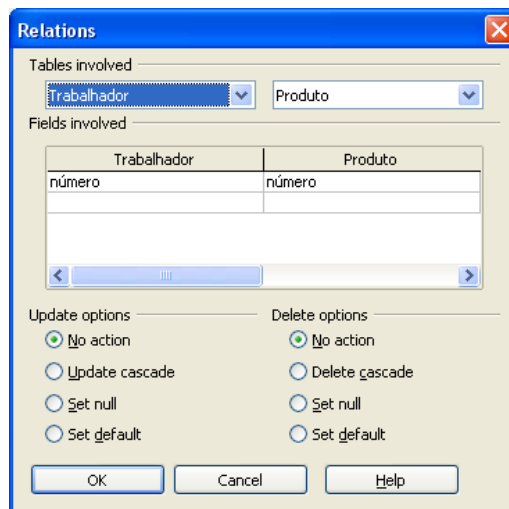 Relations
Tables involved
Trabalhador Produto
Fields involved
Trabalhador Produto
número número
Update options Delete options
No action No action
Update cascade Delete cascade
Set null Set null
Set default Set default
OK Cancel Help